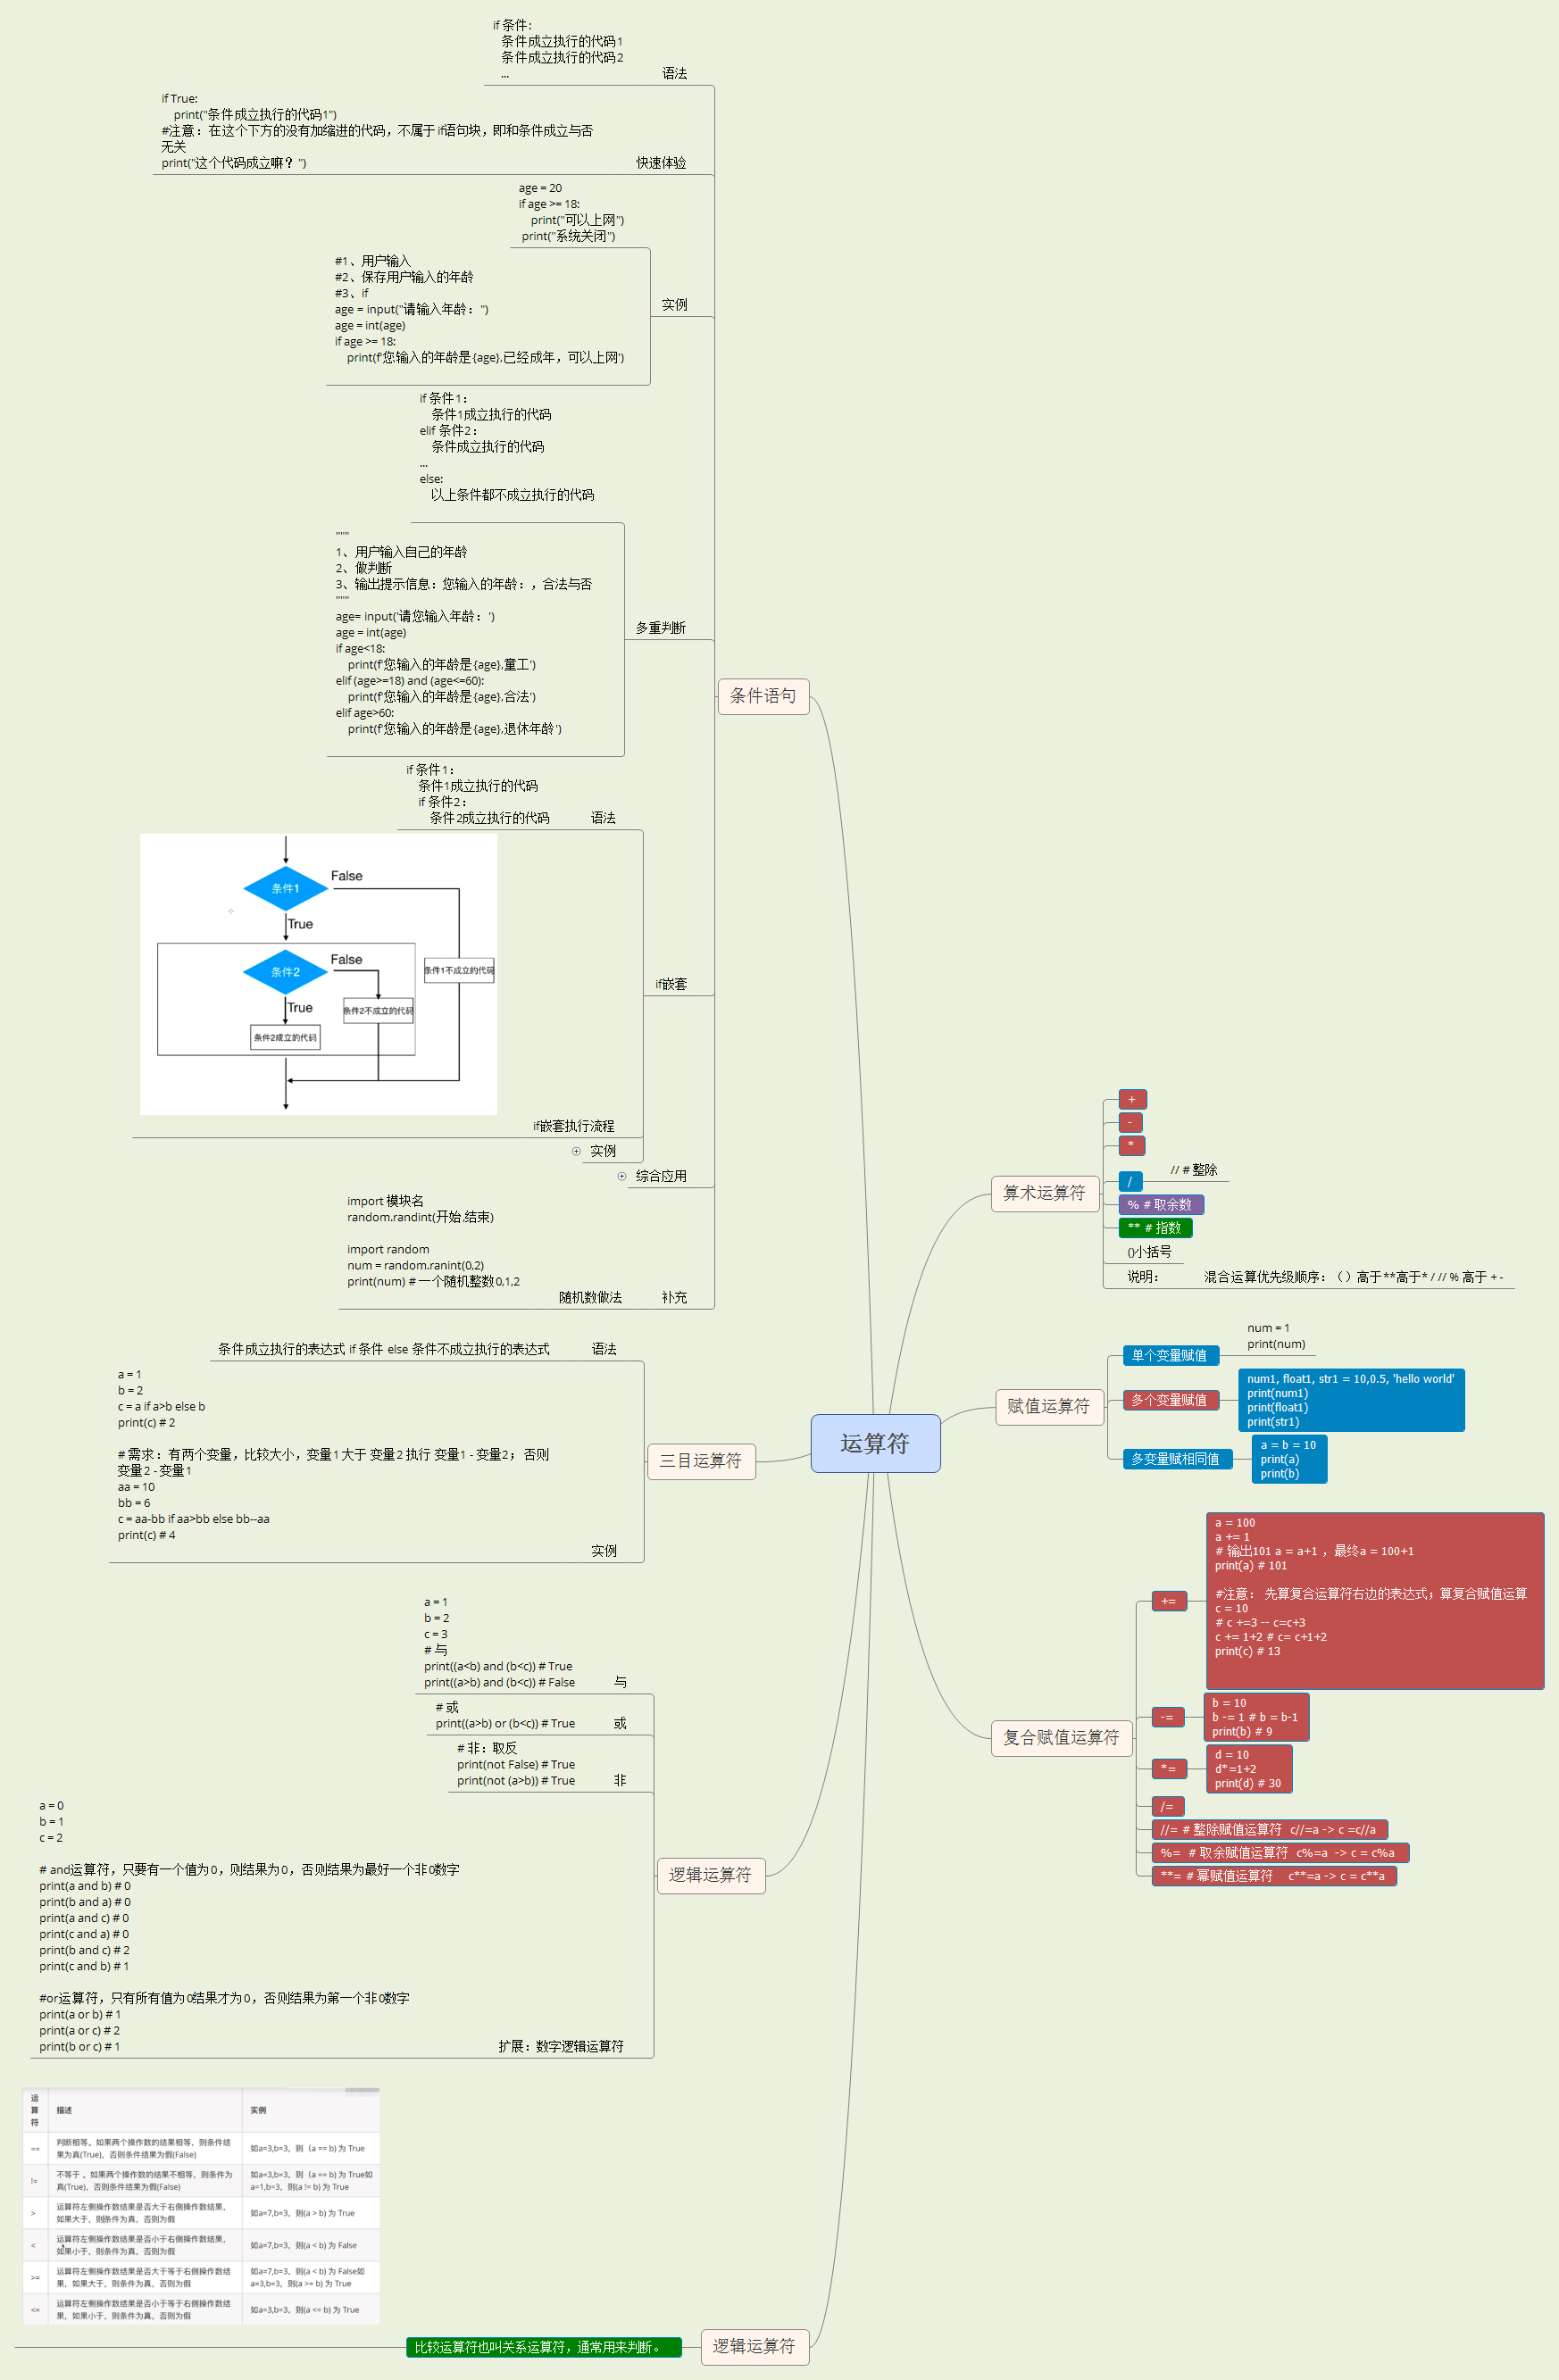 if 条件:
条件成立执行的代码1
条件成立执行的代码2
...
语法
if True:
print("条件成立执行的代码1")
#注意：在这个下方的没有加缩进的代码，不属于if语句块，即和条件成立与否
无关
print("这个代码成立嘛？")
快速体验
age = 20
if age >= 18:
print("可以上网")
print("系统关闭")
#1、用户输入
#2、保存用户输入的年龄
#3、if
age = input("请输入年龄：")
age = int(age)
if age >= 18:
print(f'您输入的年龄是{age},已经成年，可以上网')
实例
if 条件1：
条件1成立执行的代码
elif 条件2：
条件成立执行的代码
...
else:
以上条件都不成立执行的代码
"""
1、用户输入自己的年龄
2、做判断
3、输出提示信息：您输入的年龄：，合法与否
"""
age= input('请您输入年龄：')
age = int(age)
if age<18:
print(f'您输入的年龄是{age},童工')
elif (age>=18) and (age<=60):
print(f'您输入的年龄是{age},合法')
elif age>60:
print(f'您输入的年龄是{age},退休年龄')
多重判断
条件语句
if 条件1：
条件1成立执行的代码
if 条件2：
条件2成立执行的代码
语法
条件1
False
True
条件2
False
True
条件1不成立的代码
条件2不成立的代码
条件2成立的代码
if嵌套执行流程
if嵌套
实例
综合应用
import 模块名
random.randint(开始,结束)
import random
num = random.ranint(0,2)
print(num) # 一个随机整数0,1,2
随机数做法
补充
条件成立执行的表达式 if 条件 else 条件不成立执行的表达式
语法
a = 1
b = 2
c = a if a>b else b
print(c) # 2
# 需求：有两个变量，比较大小，变量1 大于 变量2 执行 变量1 - 变量2；否则
变量2 - 变量1
aa = 10
bb = 6
c = aa-bb if aa>bb else bb--aa
print(c) # 4
实例
三目运算符
a = 1
b = 2
c = 3
# 与
print((a<b) and (b<c)) # True
print((a>b) and (b<c)) # False
与
# 或
print((a>b) or (b<c)) # True
或
# 非：取反
print(not False) # True
print(not (a>b)) # True
非
a = 0
b = 1
c = 2
# and运算符，只要有一个值为0，则结果为0，否则结果为最好一个非0数字
print(a and b) # 0
print(b and a) # 0
print(a and c) # 0
print(c and a) # 0
print(b and c) # 2
print(c and b) # 1
#or运算符，只有所有值为0结果才为0，否则结果为第一个非0数字
print(a or b) # 1
print(a or c) # 2
print(b or c) # 1
扩展：数字逻辑运算符
逻辑运算符
运
算
符
描述
实例
==
判断相等。如果两个操作数的结果相等，则条件结
果为真(True)，否则条件结果为假(False)
如a=3,b=3，则（a == b) 为 True
!=
不等于 。如果两个操作数的结果不相等，则条件为
真(True)，否则条件结果为假(False)
如a=3,b=3，则（a == b) 为 True如
a=1,b=3，则(a != b) 为 True
>
运算符左侧操作数结果是否大于右侧操作数结果，
如果大于，则条件为真，否则为假
如a=7,b=3，则(a > b) 为 True
<
运算符左侧操作数结果是否小于右侧操作数结果，
如果小于，则条件为真，否则为假
如a=7,b=3，则(a < b) 为 False
>=
运算符左侧操作数结果是否大于等于右侧操作数结
果，如果大于，则条件为真，否则为假
如a=7,b=3，则(a < b) 为 False如
a=3,b=3，则(a >= b) 为 True
<=
运算符左侧操作数结果是否小于等于右侧操作数结
果，如果小于，则条件为真，否则为假
如a=3,b=3，则(a <= b) 为 True
比较运算符也叫关系运算符，通常用来判断。
逻辑运算符
运算符
算术运算符
+
-
*
/
// # 整除
% # 取余数
** # 指数
()小括号
说明：
混合运算优先级顺序：（）高于**高于* / // % 高于 + -
赋值运算符
单个变量赋值
num = 1
print(num)
多个变量赋值
num1, float1, str1 = 10,0.5, 'hello world'
print(num1)
print(float1)
print(str1)
多变量赋相同值
a = b = 10
print(a)
print(b)
复合赋值运算符
+=
a = 100
a += 1
# 输出101 a = a+1 ，最终a = 100+1
print(a) # 101
#注意： 先算复合运算符右边的表达式；算复合赋值运算
c = 10
# c +=3 -- c=c+3
c += 1+2 # c= c+1+2
print(c) # 13
-=
b = 10
b -= 1 # b = b-1
print(b) # 9
*=
d = 10
d*=1+2
print(d) # 30
/=
//= # 整除赋值运算符 c//=a -> c =c//a
%= # 取余赋值运算符 c%=a -> c = c%a
**= # 幂赋值运算符 c**=a -> c = c**a